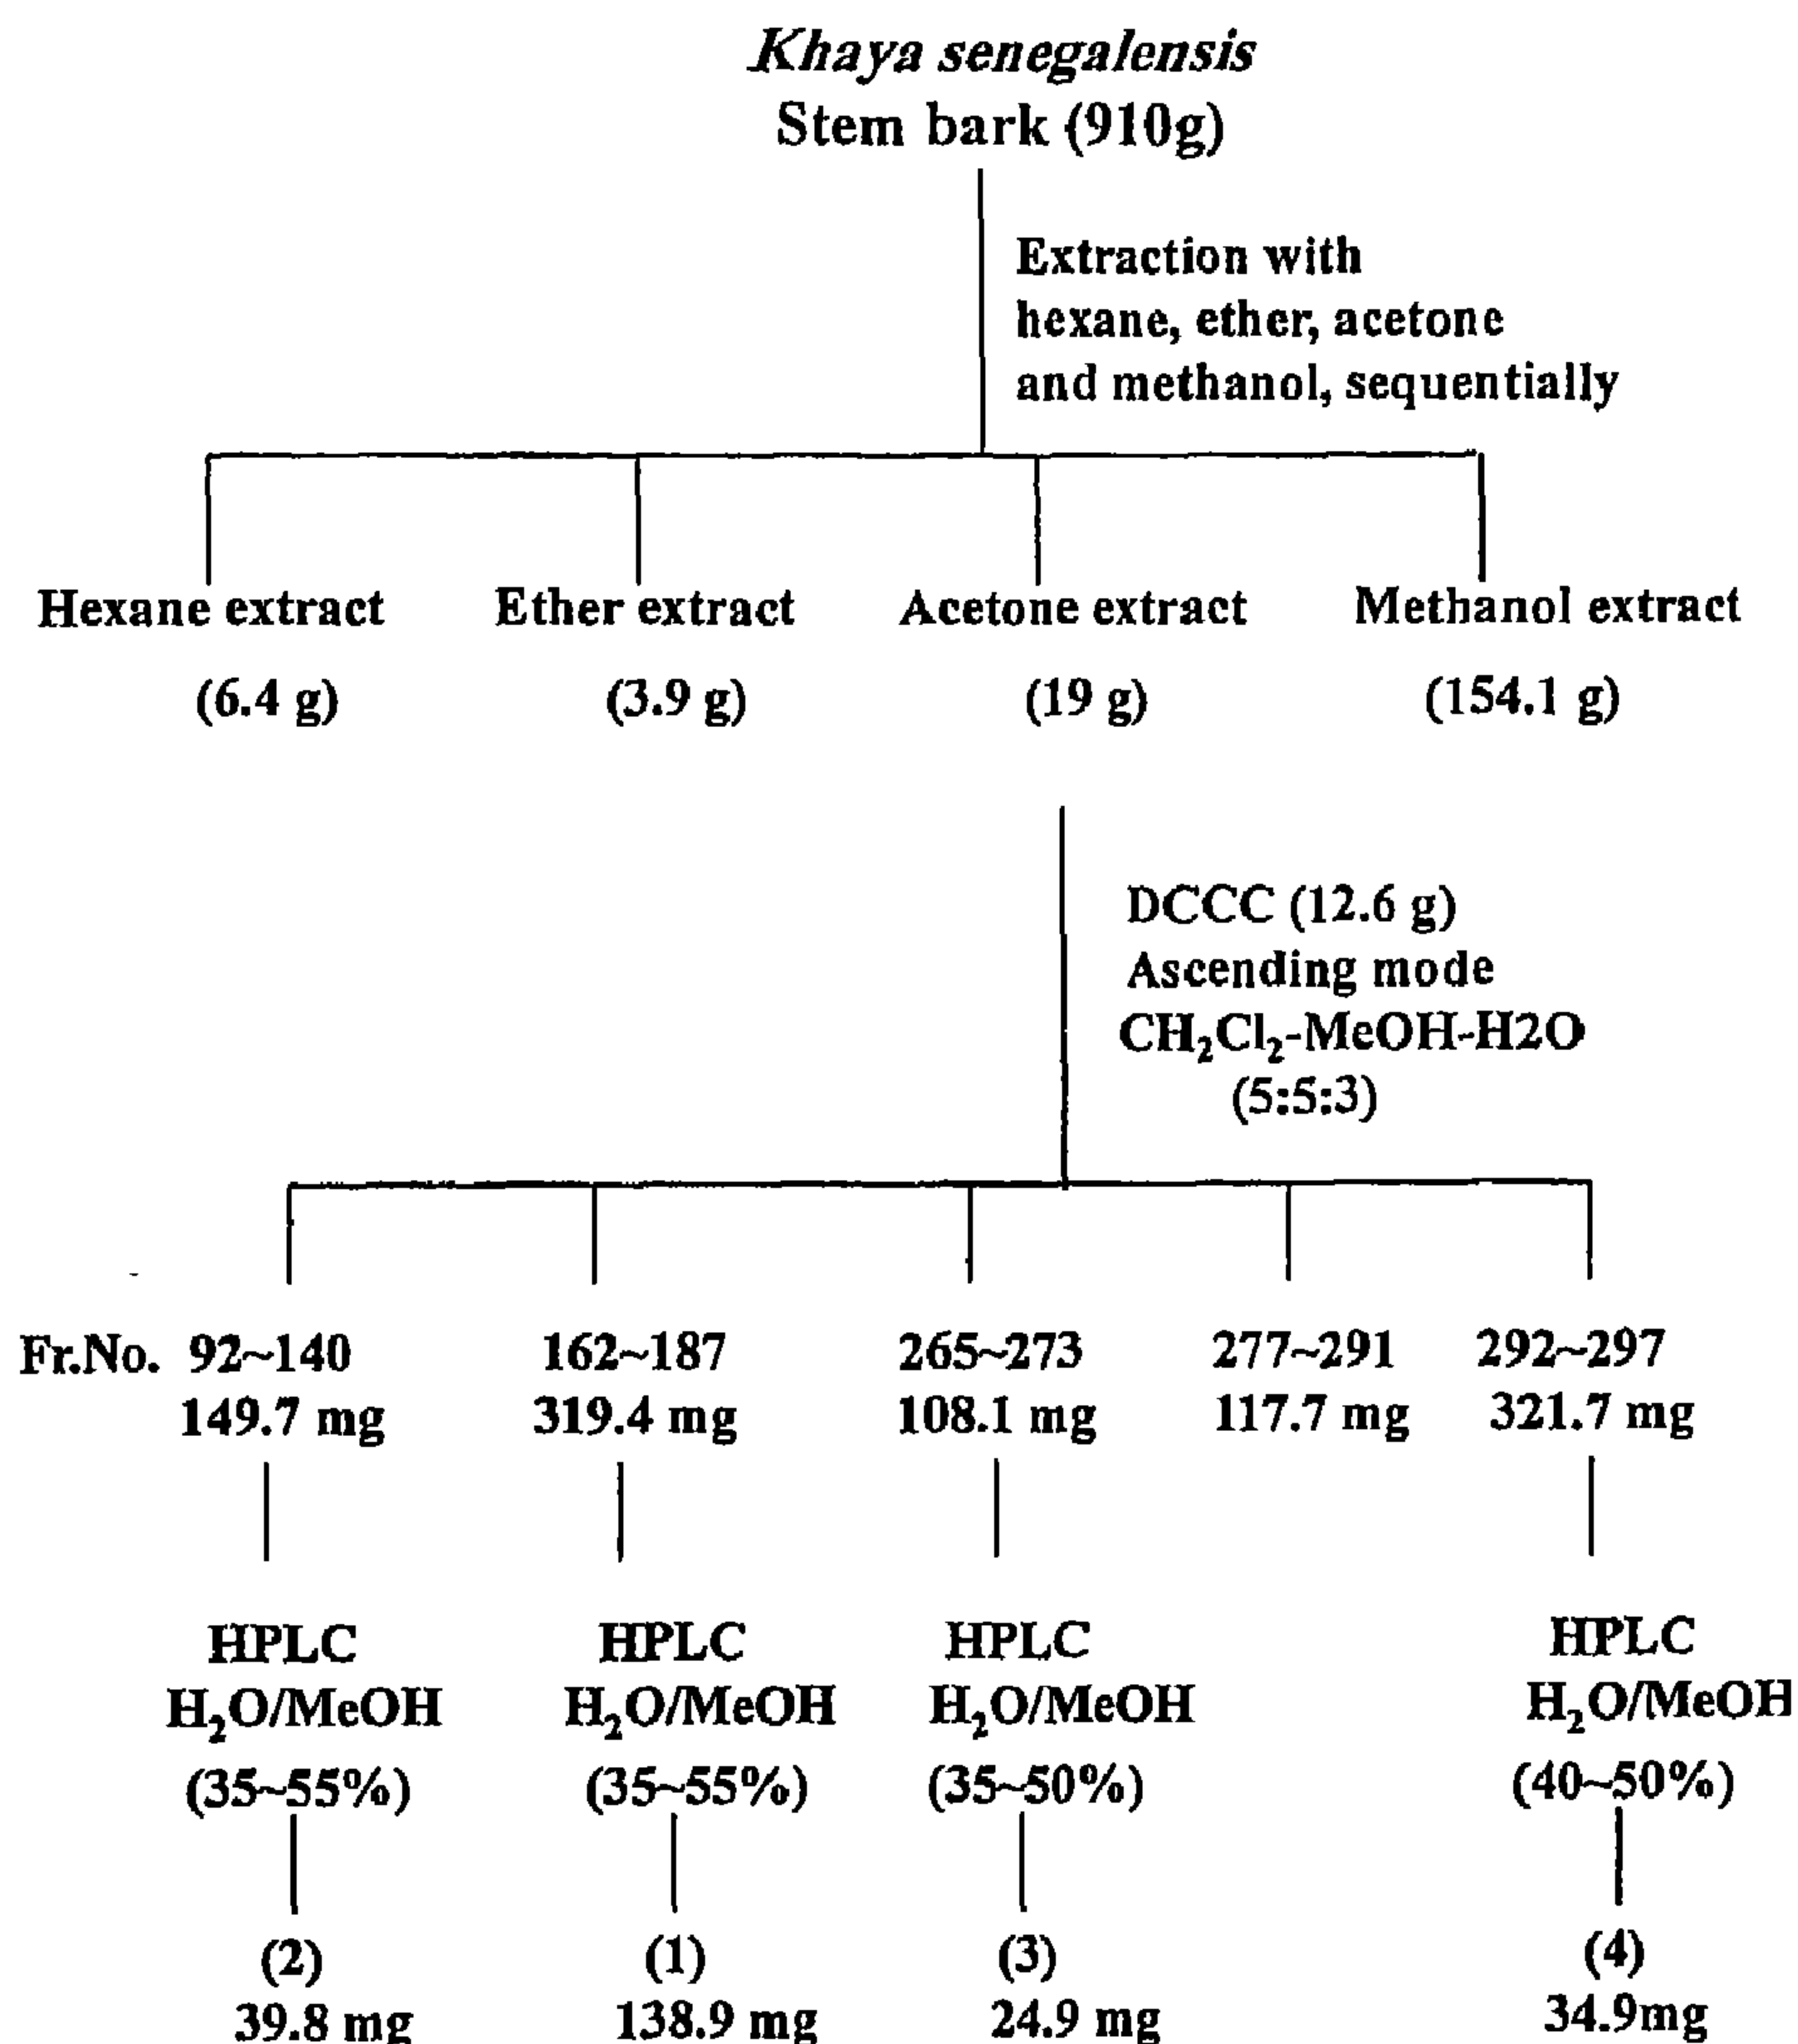 Khaya senegalensis
Stem bark (910g)
Extraction with
hexane, ether, acetone
and methanol, sequentially
Hexane extract Ether extract Acetone extract Methanol extract
(6.4 g) (3.9 g) (19 g) (154.1 g)
DCCC (12.6 g)
Ascending mode
CH₂Cl₂-MeOH-H2O
(5:5:3)
Fr.No. 92~140 162~187 265~273 277~291 292~297
149.7 mg 319.4 mg 108.1 mg 117.7 mg 321.7 mg
HPLC HPLC HPLC HPLC
H₂O/MeOH H₂O/MeOH H₂O/MeOH H₂O/MeOH
(35~55%) (35~55%) (35~50%) (40~50%)
(2) (1) (3) (4)
39.8 mg 138.9 mg 24.9 mg 34.9mg